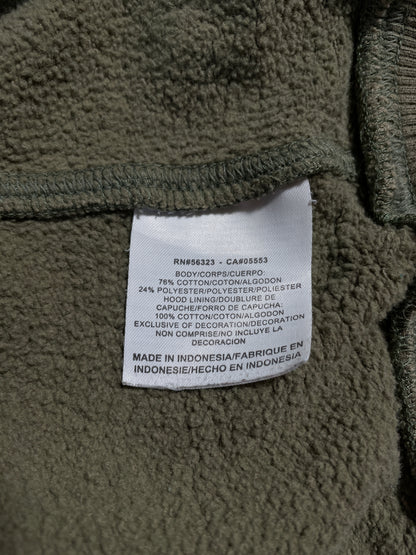 RN#56323 - CA#05553
BODY/CORPS/CUERPO:
76% COTTON/COTON/ALGODON
24% POLYESTER/POLYESTER/POLIESTER
HOOD LINING/DOUBLURE DE
CAPUCHE/FORRO DE CAPUCHA:
100% COTTON/COTON/ALGODON
EXCLUSIVE OF DECORATION/DECORATION
NON COMPRISE/NO INCLUYE LA
DECORACION
MADE IN INDONESIA/FABRIQUE EN
INDONESIE/HECHO EN INDONESIA